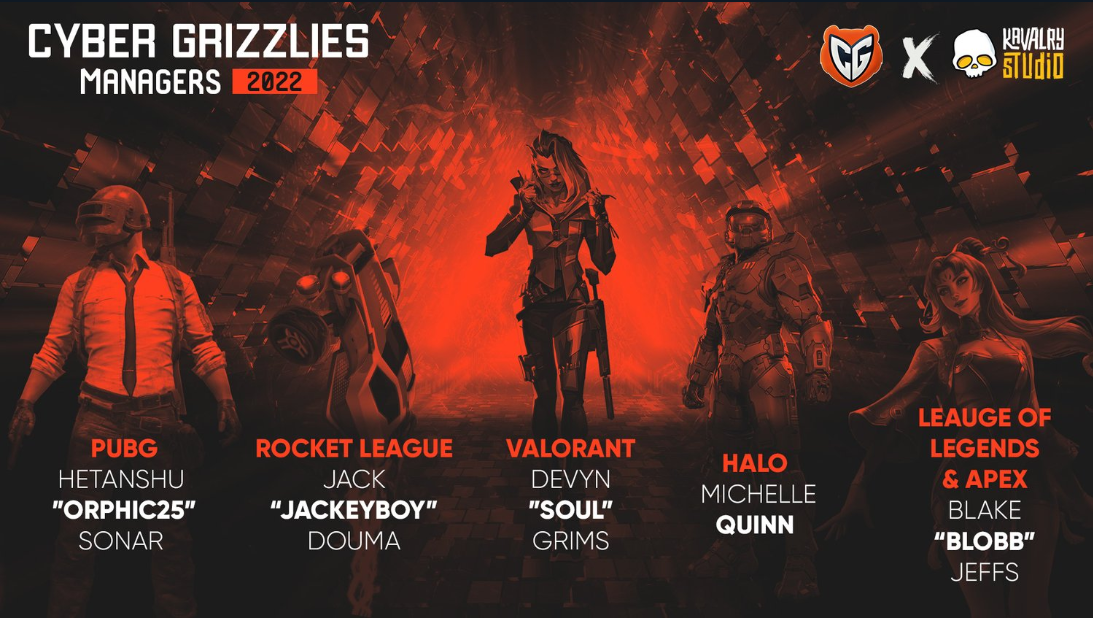 CYBER GRIZZLIES
MANAGERS 2022
CG X KAVALRY
STUDIO
PUBG
HETANSHU
"ORPHIC25"
SONAR
ROCKET LEAGUE
JACK
“JACKEYBOY”
DOUMA
VALORANT
DEVYN
"SOUL”
GRIMS
HALO
MICHELLE
QUINN
LEAUGE OF
LEGENDS
& APEX
BLAKE
“BLOBB”
JEFFS